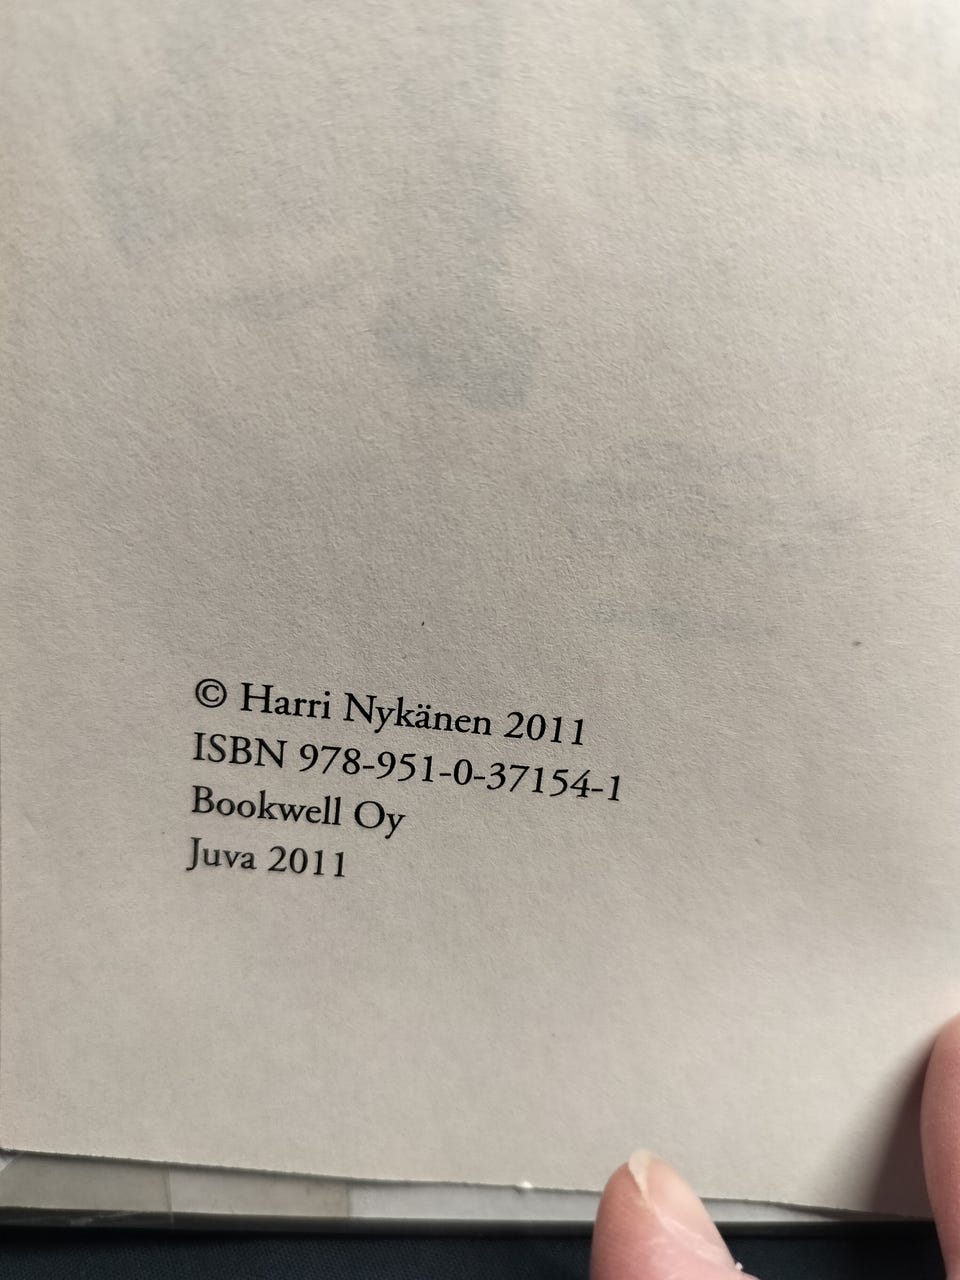 © Harri Nykänen 2011
ISBN 978-951-0-37154-1
Bookwell Oy
Juva 2011